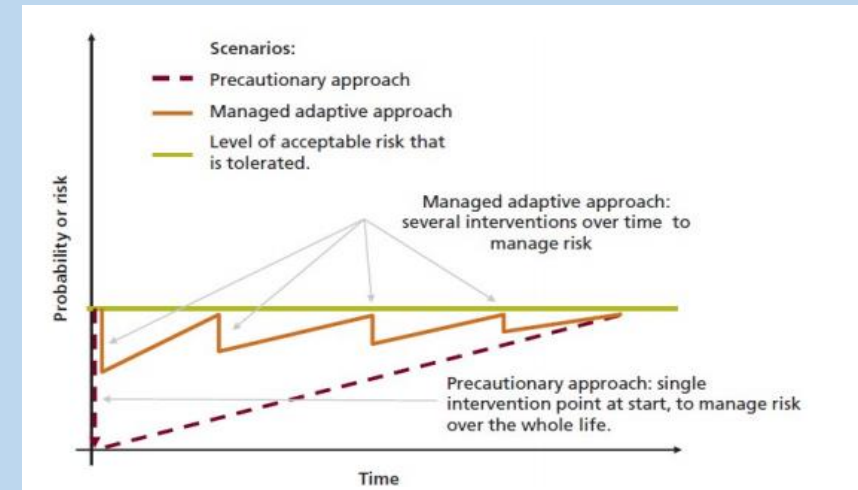 Scenarios:
Precautionary approach
Managed adaptive approach
Level of acceptable risk that
is tolerated.
Probability or risk
Managed adaptive approach:
several interventions over time to
manage risk
Precautionary approach: single
intervention point at start, to manage risk
over the whole life.
Time